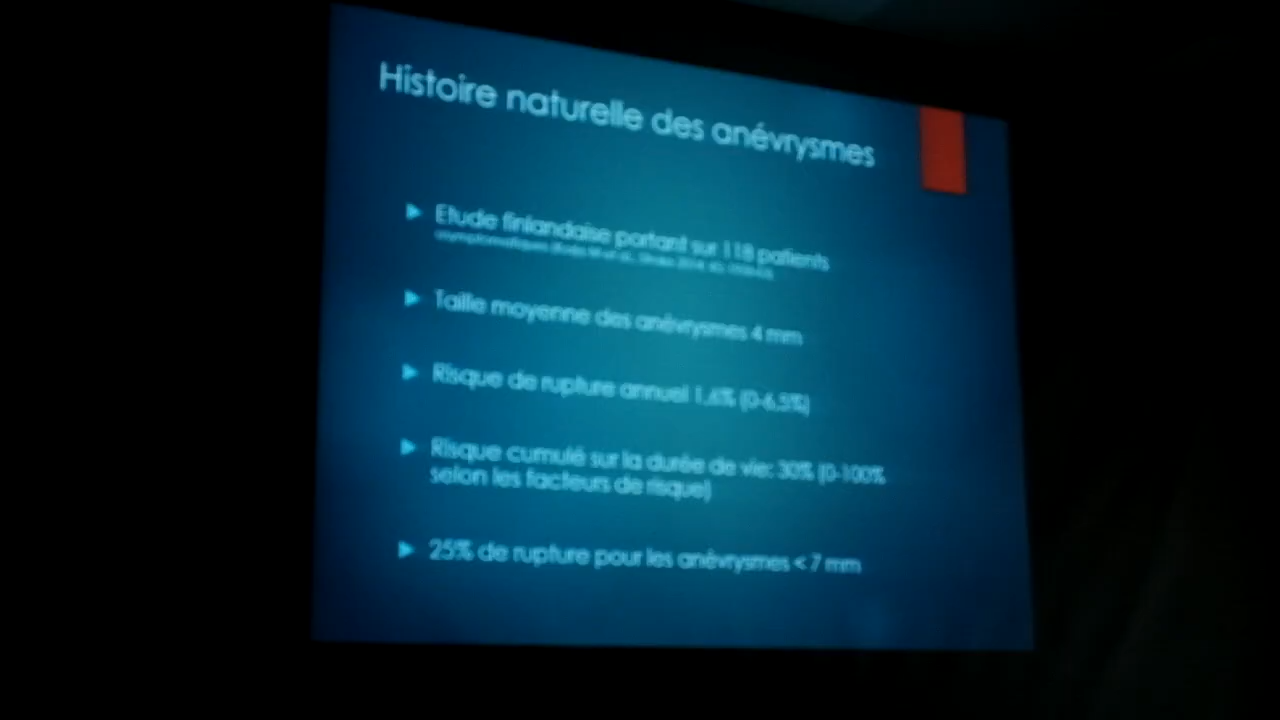 Histoire naturelle des anévrysmes
Etude finlandaise portant sur 118 patients
Taille moyenne des anévrysmes 4 mm
Risque de rupture annuel 1,6% (0-6,5%)
Risque cumulé sur la durée de vie: 30% (0-100%
selon les facteurs de risque)
25% de rupture pour les anévrysmes < 7 mm